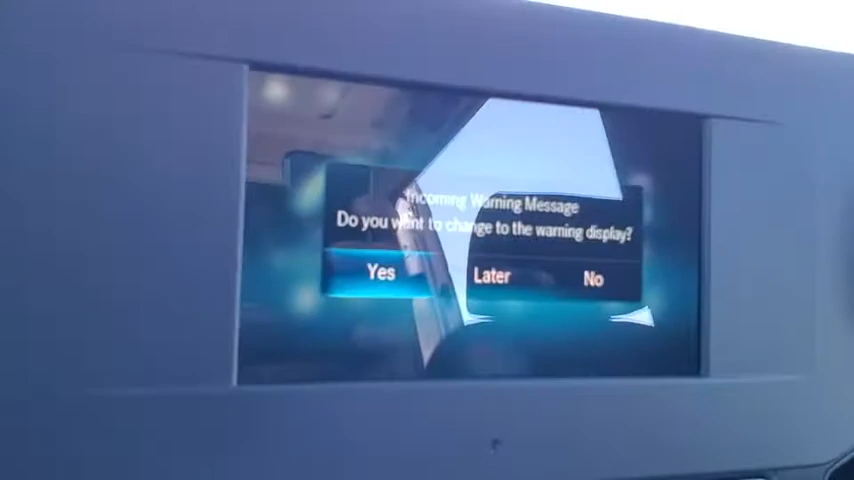 Incoming Warning Message
Do you want to change to the warning display?
Yes
Later
No